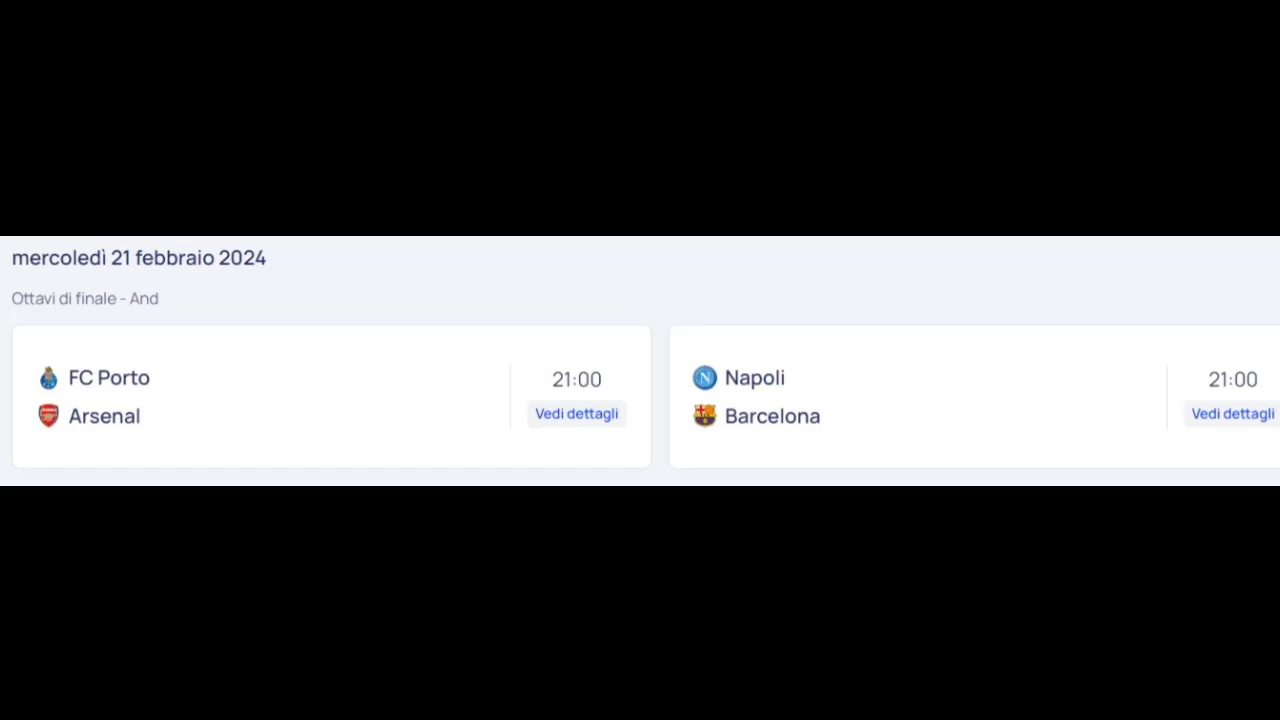 mercoledì 21 febbraio 2024
Ottavi di finale - And
FC Porto
Arsenal
21:00
Vedi dettagli
Napoli
Barcelona
21:00
Vedi dettagli